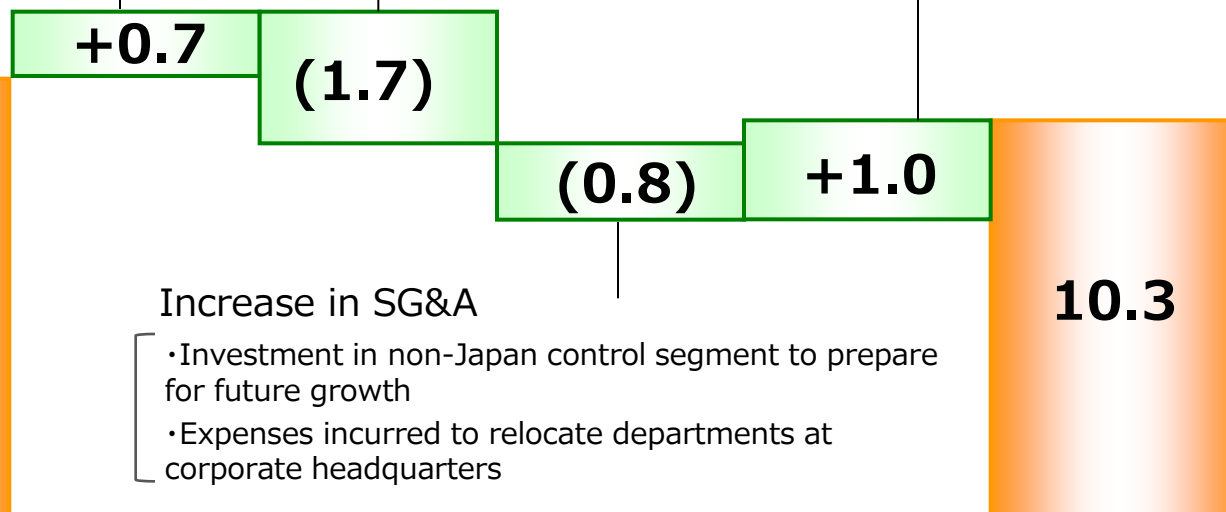 +0.7
(1.7)
(0.8)
+1.0
10.3
Increase in SG&A
・Investment in non-Japan control segment to prepare
for future growth
・Expenses incurred to relocate departments at
corporate headquarters